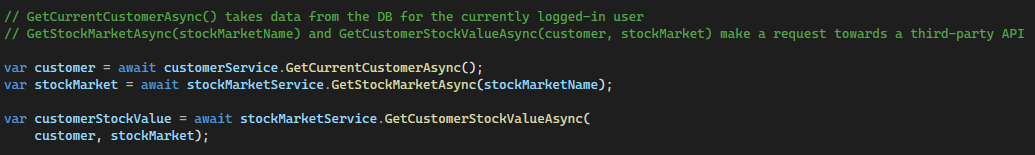 // GetCurrentCustomerAsync() takes data from the DB for the currently logged-in user
// GetStockMarketAsync(stockMarketName) and GetCustomerStockValueAsync(customer, stockMarket) make a request towards a third-party API
var customer = await customerService.GetCurrentCustomerAsync();
var stockMarket = await stockMarketService.GetStockMarketAsync(stockMarketName);
var customerStockValue = await stockMarketService.GetCustomerStockValueAsync(
customer, stockMarket);